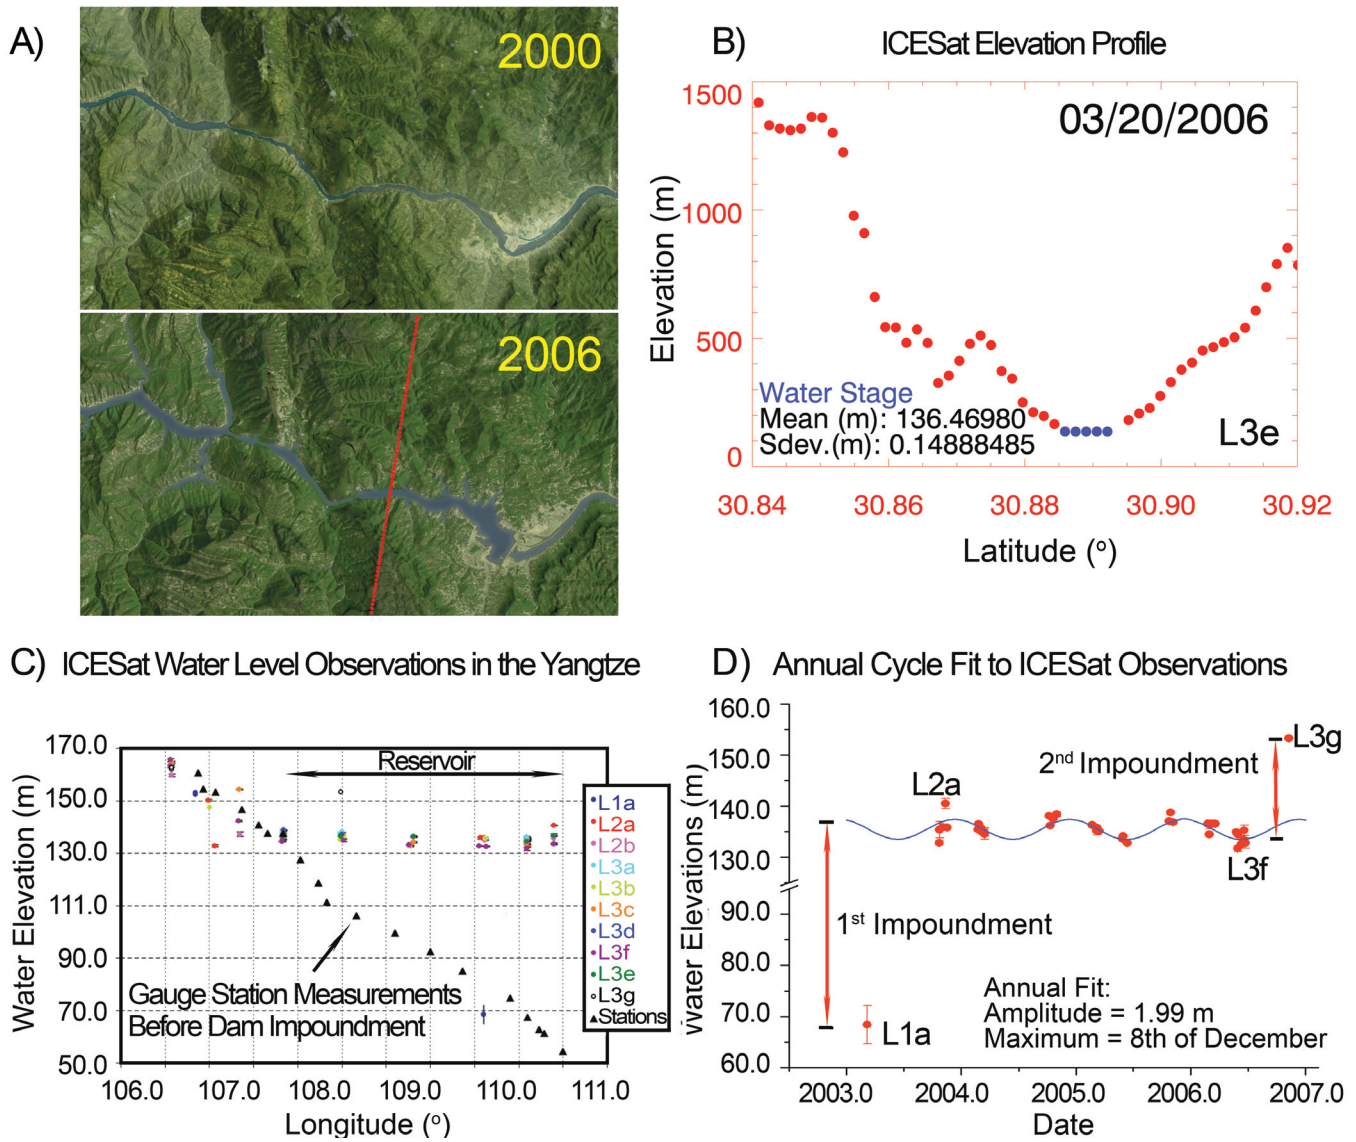 A)
2000
2006
B)
ICESat Elevation Profile
03/20/2006
1500
1000
500
0
Elevation (m)
Water Stage
Mean (m): 136.46980
Sdev.(m): 0.14888485
L3e
30.84 30.86 30.88 30.90 30.92
Latitude (o)
C) ICESat Water Level Observations in the Yangtze
170.0
150.0
130.0
111.0
90.0
70.0
50.0
Water Elevation (m)
Reservoir
Gauge Station Measurements
Before Dam Impoundment
L1a
L2a
L2b
L3a
L3b
L3c
L3d
L3f
L3e
L3g
Stations
106.0 107.0 108.0 109.0 110.0 111.0
Longitude (o)
D) Annual Cycle Fit to ICESat Observations
160.0
150.0
140.0
130.0
90.0
80.0
70.0
60.0
Water Elevations (m)
L3g
2nd Impoundment
L2a
L3f
1st Impoundment
L1a
Annual Fit:
Amplitude = 1.99 m
Maximum = 8th of December
2003.0 2004.0 2005.0 2006.0 2007.0
Date